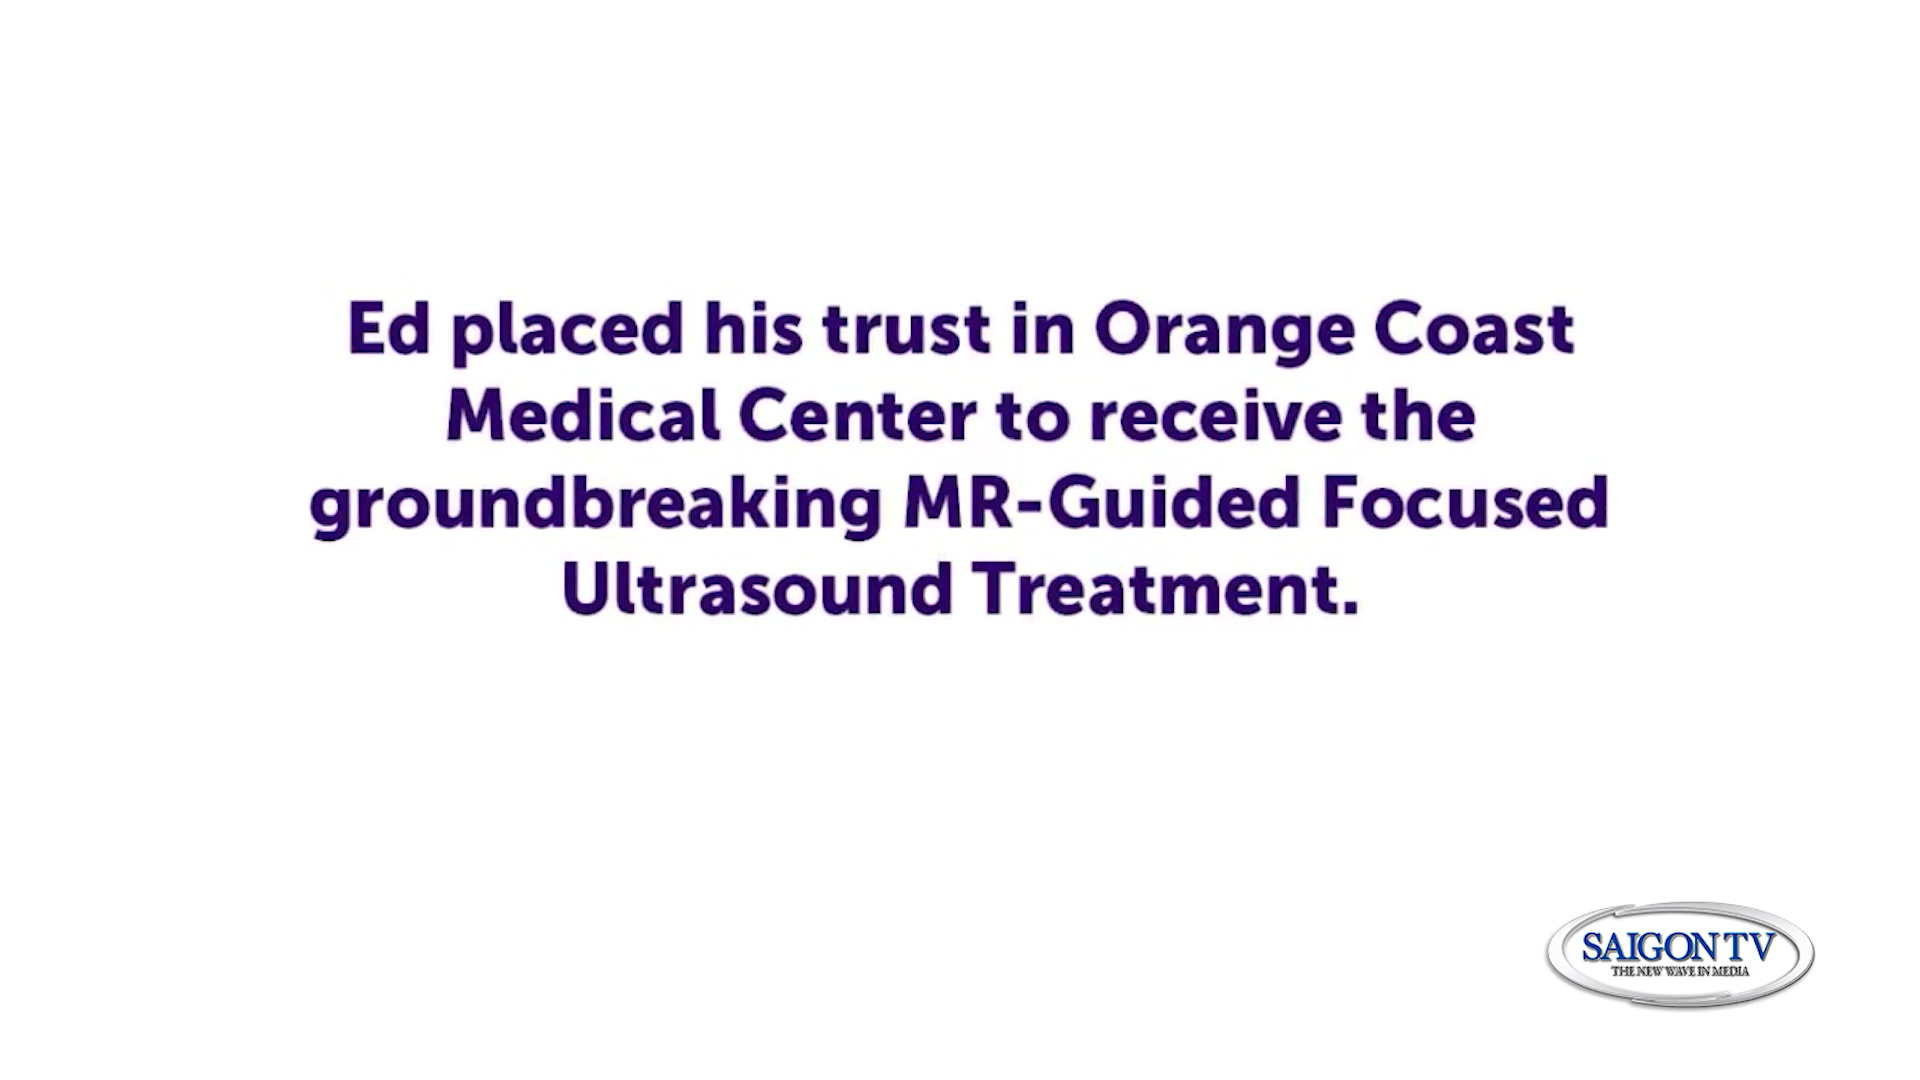 Ed placed his trust in Orange Coast
Medical Center to receive the
groundbreaking MR-Guided Focused
Ultrasound Treatment.
SAIGON TV
THE NEW WAVE IN MEDIA